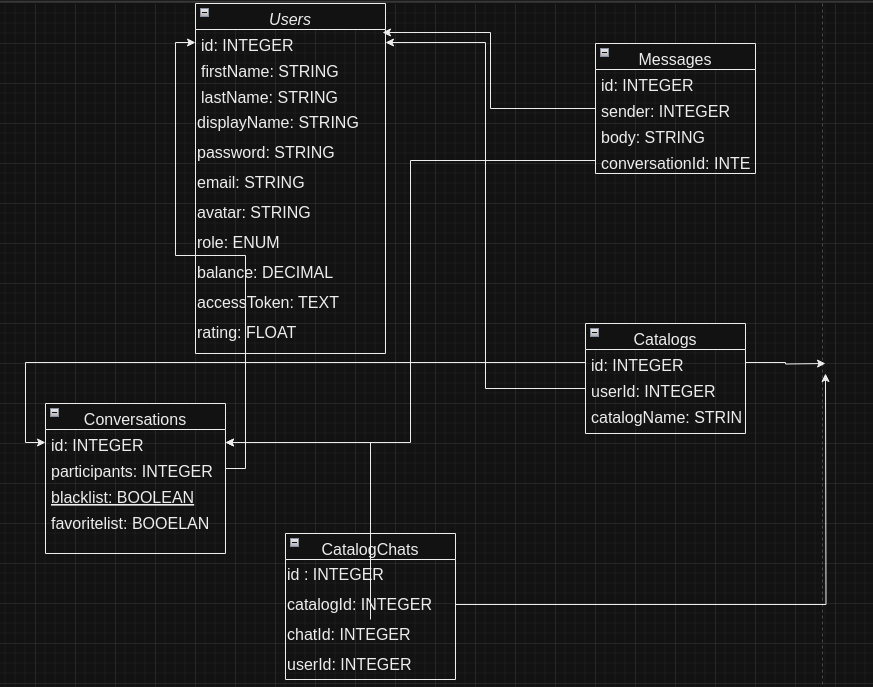 Users
id: INTEGER
firstName: STRING
lastName: STRING
displayName: STRING
password: STRING
email: STRING
avatar: STRING
role: ENUM
balance: DECIMAL
accessToken: TEXT
rating: FLOAT
Messages
id: INTEGER
sender: INTEGER
body: STRING
conversationId: INTE
Catalogs
id: INTEGER
userId: INTEGER
catalogName: STRIN
Conversations
id: INTEGER
participants: INTEGER
blacklist: BOOLEAN
favoritelist: BOOELAN
CatalogChats
id : INTEGER
catalogId: INTEGER
chatId: INTEGER
userId: INTEGER